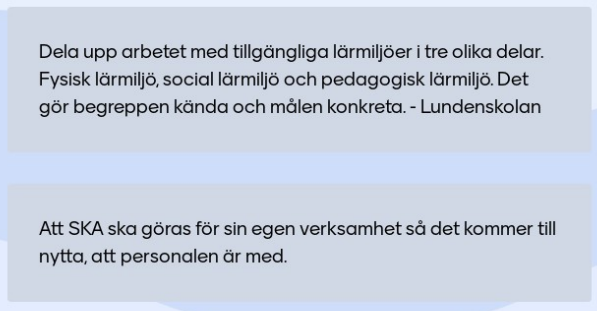 Dela upp arbetet med tillgängliga lärmiljöer i tre olika delar.
Fysisk lärmiljö, social lärmiljö och pedagogisk lärmiljö. Det
gör begreppen kända och målen konkreta. - Lundenskolan
Att SKA ska göras för sin egen verksamhet så det kommer till
nytta, att personalen är med.